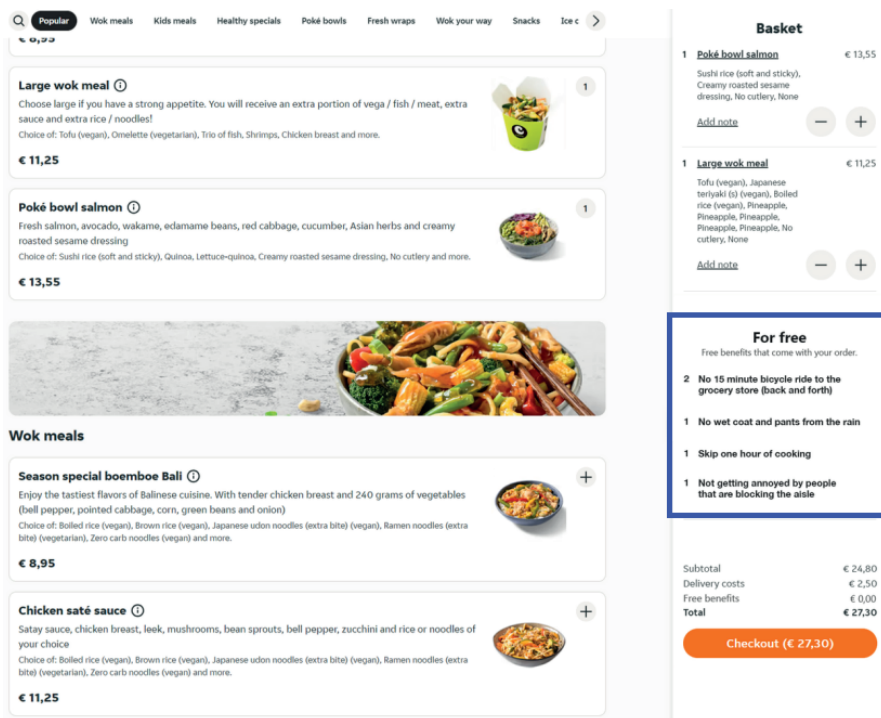 Popular Wok meals Kids meals Healthy specials Poké bowls Fresh wraps Wok your way Snacks Ice c
€ 8,95
Large wok meal
1
Choose large if you have a strong appetite. You will receive an extra portion of vega / fish / meat, extra
sauce and extra rice / noodles!
Choice of: Tofu (vegan), Omelette (vegetarian), Trio of fish, Shrimps, Chicken breast and more.
€ 11,25
Poké bowl salmon
1
Fresh salmon, avocado, wakame, edamame beans, red cabbage, cucumber, Asian herbs and creamy
roasted sesame dressing
Choice of: Sushi rice (soft and sticky), Quinoa, Lettuce-quinoa, Creamy roasted sesame dressing, No cutlery and more.
€ 13,55
Wok meals
Season special boemboe Bali
Enjoy the tastiest flavors of Balinese cuisine. With tender chicken breast and 240 grams of vegetables
(bell pepper, pointed cabbage, corn, green beans and onion)
Choice of: Boiled rice (vegan), Brown rice (vegan), Japanese udon noodles (extra bite) (vegan), Ramen noodles (extra
bite) (vegetarian), Zero carb noodles (vegan) and more.
€ 8,95
Chicken saté sauce
Satay sauce, chicken breast, leek, mushrooms, bean sprouts, bell pepper, zucchini and rice or noodles of
your choice
Choice of: Boiled rice (vegan), Brown rice (vegan), Japanese udon noodles (extra bite) (vegan), Ramen noodles (extra
bite) (vegetarian), Zero carb noodles (vegan) and more.
€ 11,25
Basket
1 Poké bowl salmon € 13,55
Sushi rice (soft and sticky),
Creamy roasted sesame
dressing, No cutlery, None
Add note
1 Large wok meal € 11,25
Tofu (vegan), Japanese
teriyaki (s) (vegan), Boiled
rice (vegan), Pineapple,
Pineapple, Pineapple,
Pineapple, Pineapple, No
cutlery, None
Add note
For free
Free benefits that come with your order.
2 No 15 minute bicycle ride to the
grocery store (back and forth)
1 No wet coat and pants from the rain
1 Skip one hour of cooking
1 Not getting annoyed by people
that are blocking the aisle
Subtotal € 24,80
Delivery costs € 2,50
Free benefits € 0,00
Total € 27,30
Checkout (€ 27,30)